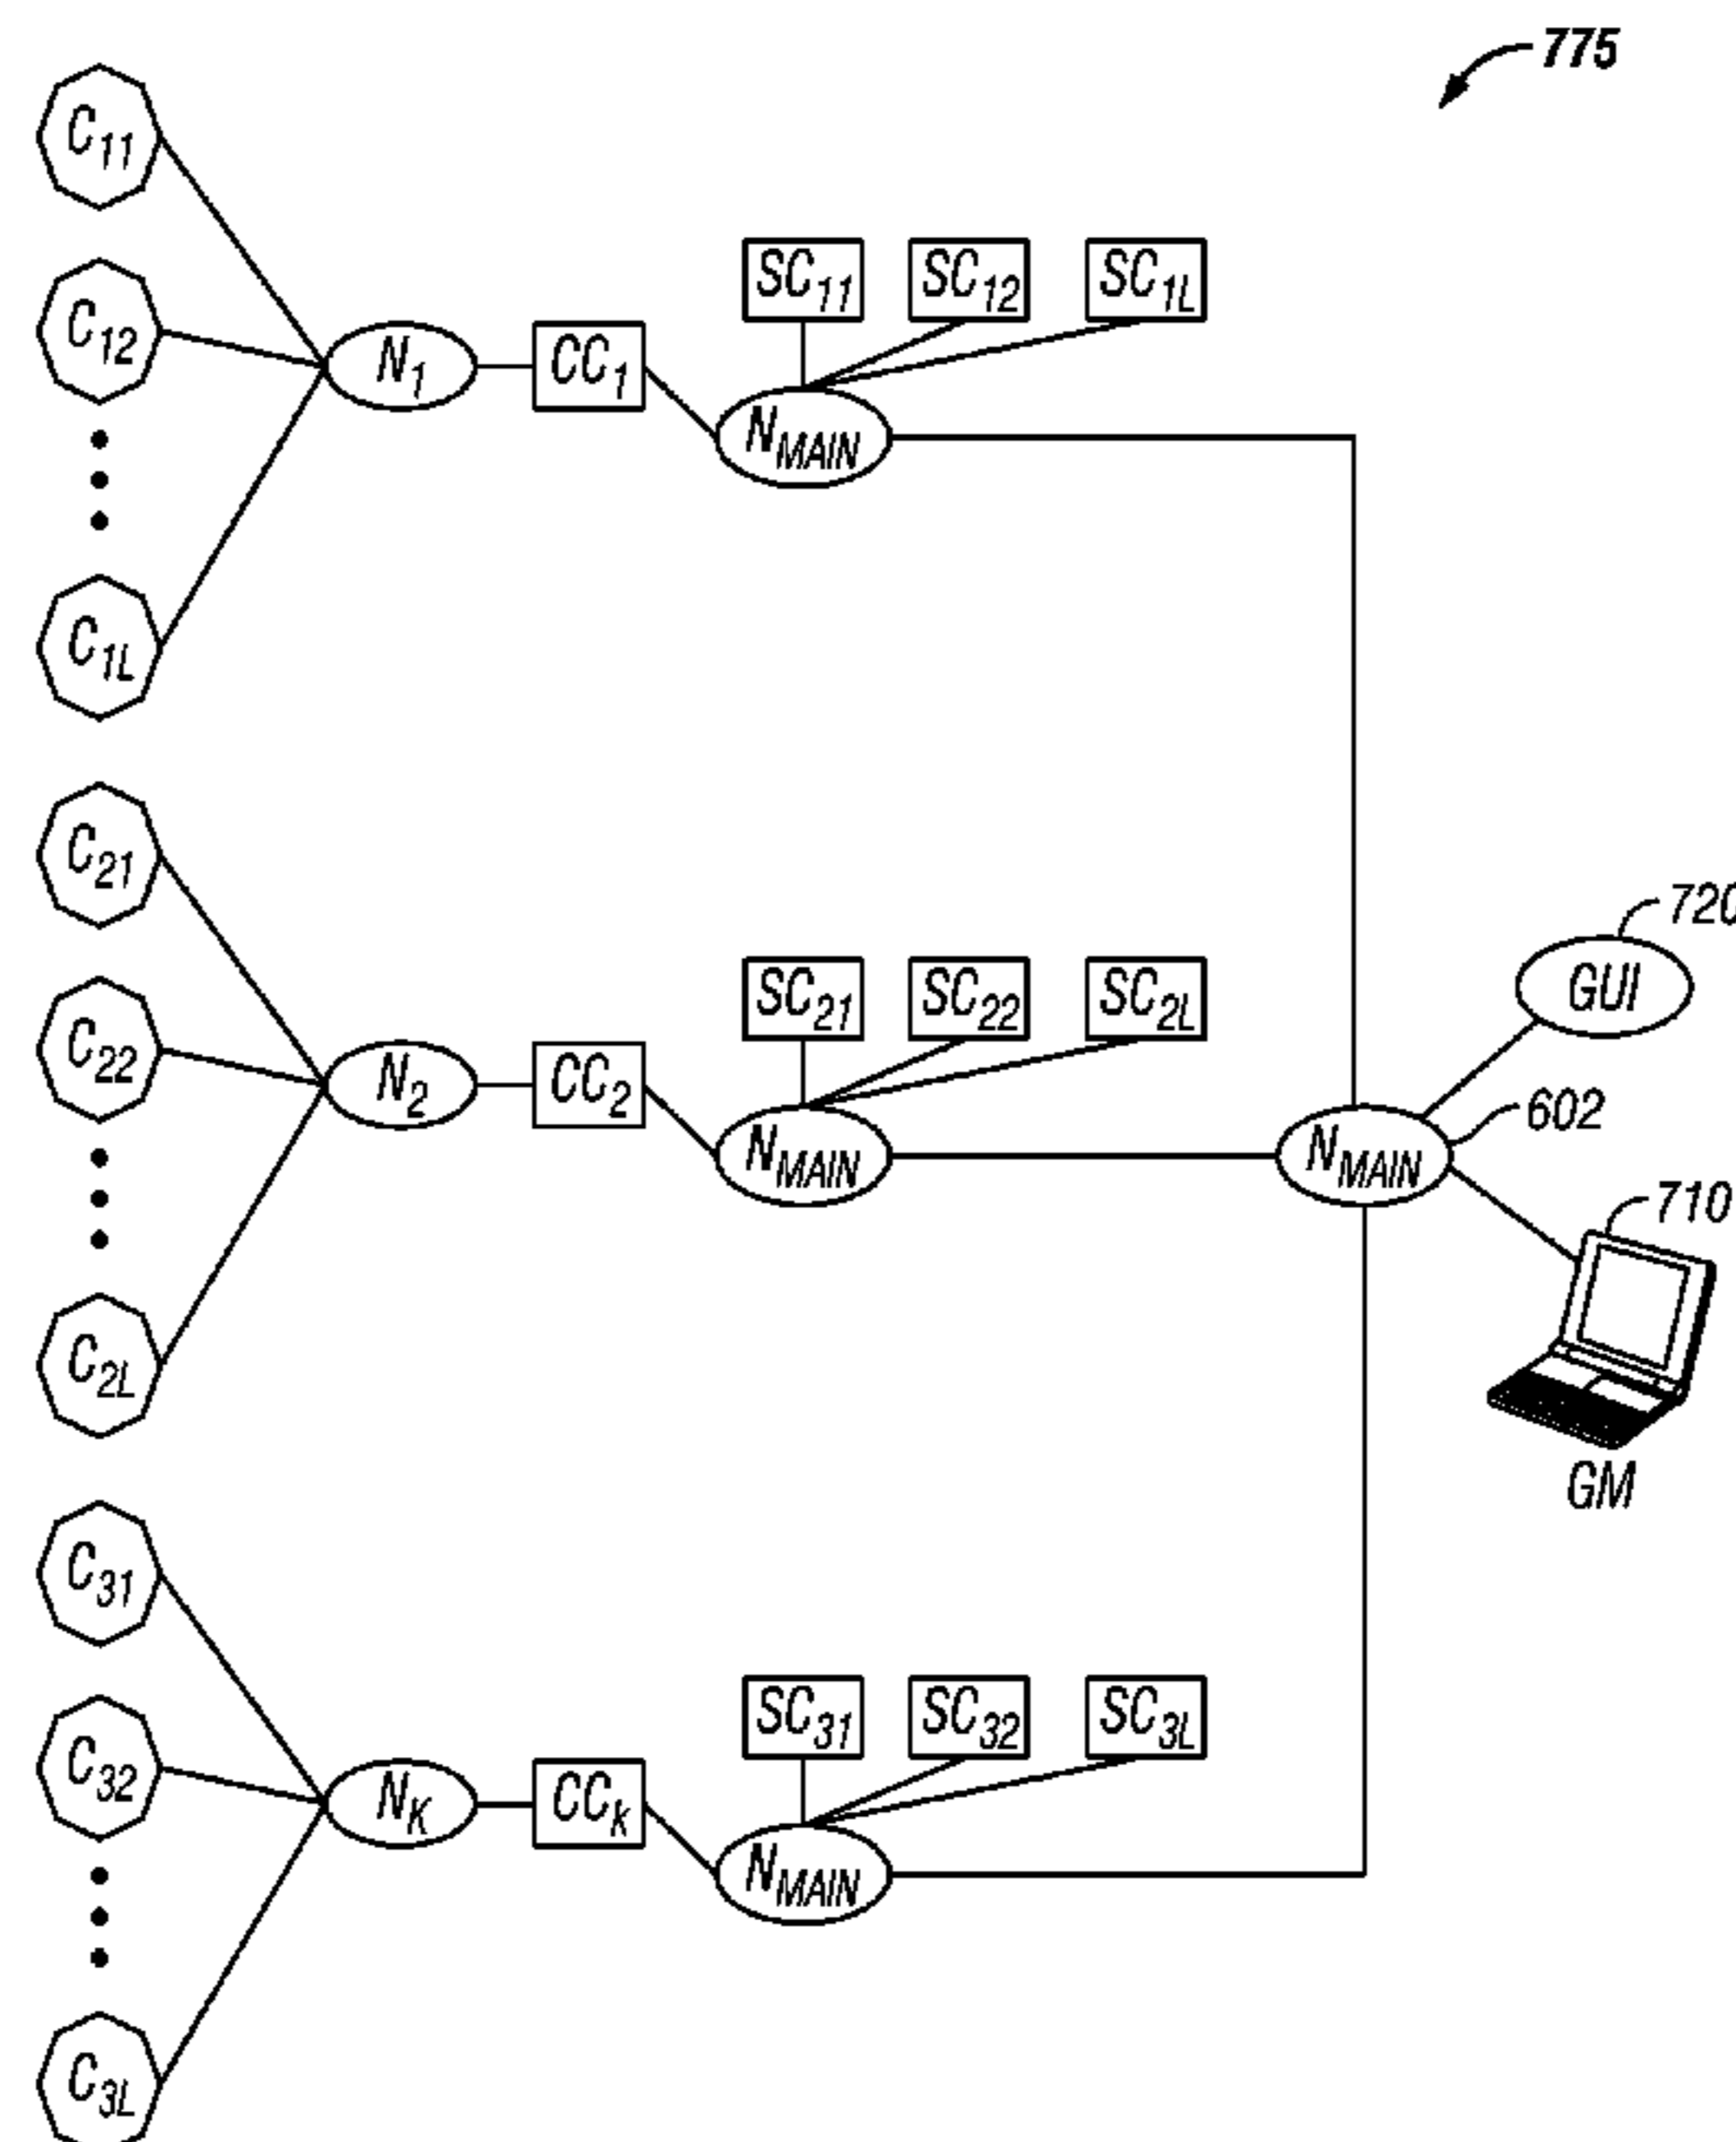 775
C11
C12
C1L
N1
CC1
SC11
SC12
SC1L
NMAIN
C21
C22
C2L
N2
CC2
SC21
SC22
SC2L
NMAIN
NMAIN
602
GUI
720
710
GM
C31
C32
C3L
NK
CCk
SC31
SC32
SC3L
NMAIN